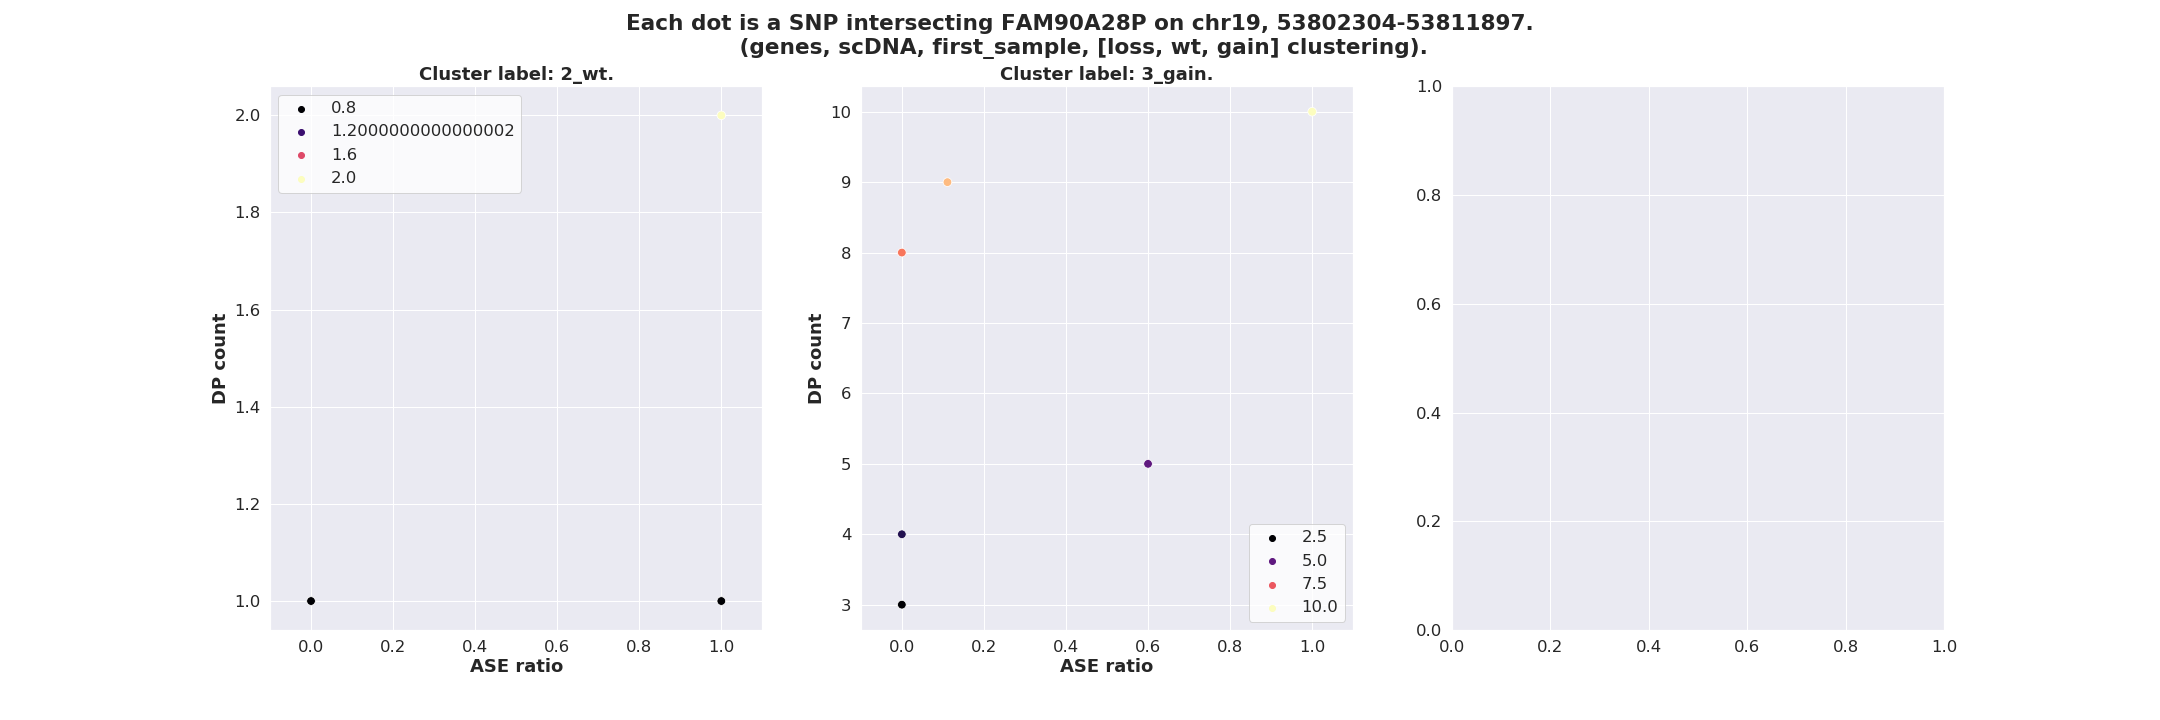 Each dot is a SNP intersecting FAM90A28P on chr19, 53802304-53811897.
(genes, scDNA, first_sample, [loss, wt, gain] clustering).
Cluster label: 2_wt.
2.0
1.8
1.6
1.4
1.2
1.0
DP count
0.8
1.2000000000000002
1.6
2.0
0.0 0.2 0.4 0.6 0.8 1.0
ASE ratio
Cluster label: 3_gain.
10
9
8
7
6
5
4
3
DP count
2.5
5.0
7.5
10.0
0.0 0.2 0.4 0.6 0.8 1.0
ASE ratio
1.0
0.8
0.6
0.4
0.2
0.0
0.0 0.2 0.4 0.6 0.8 1.0